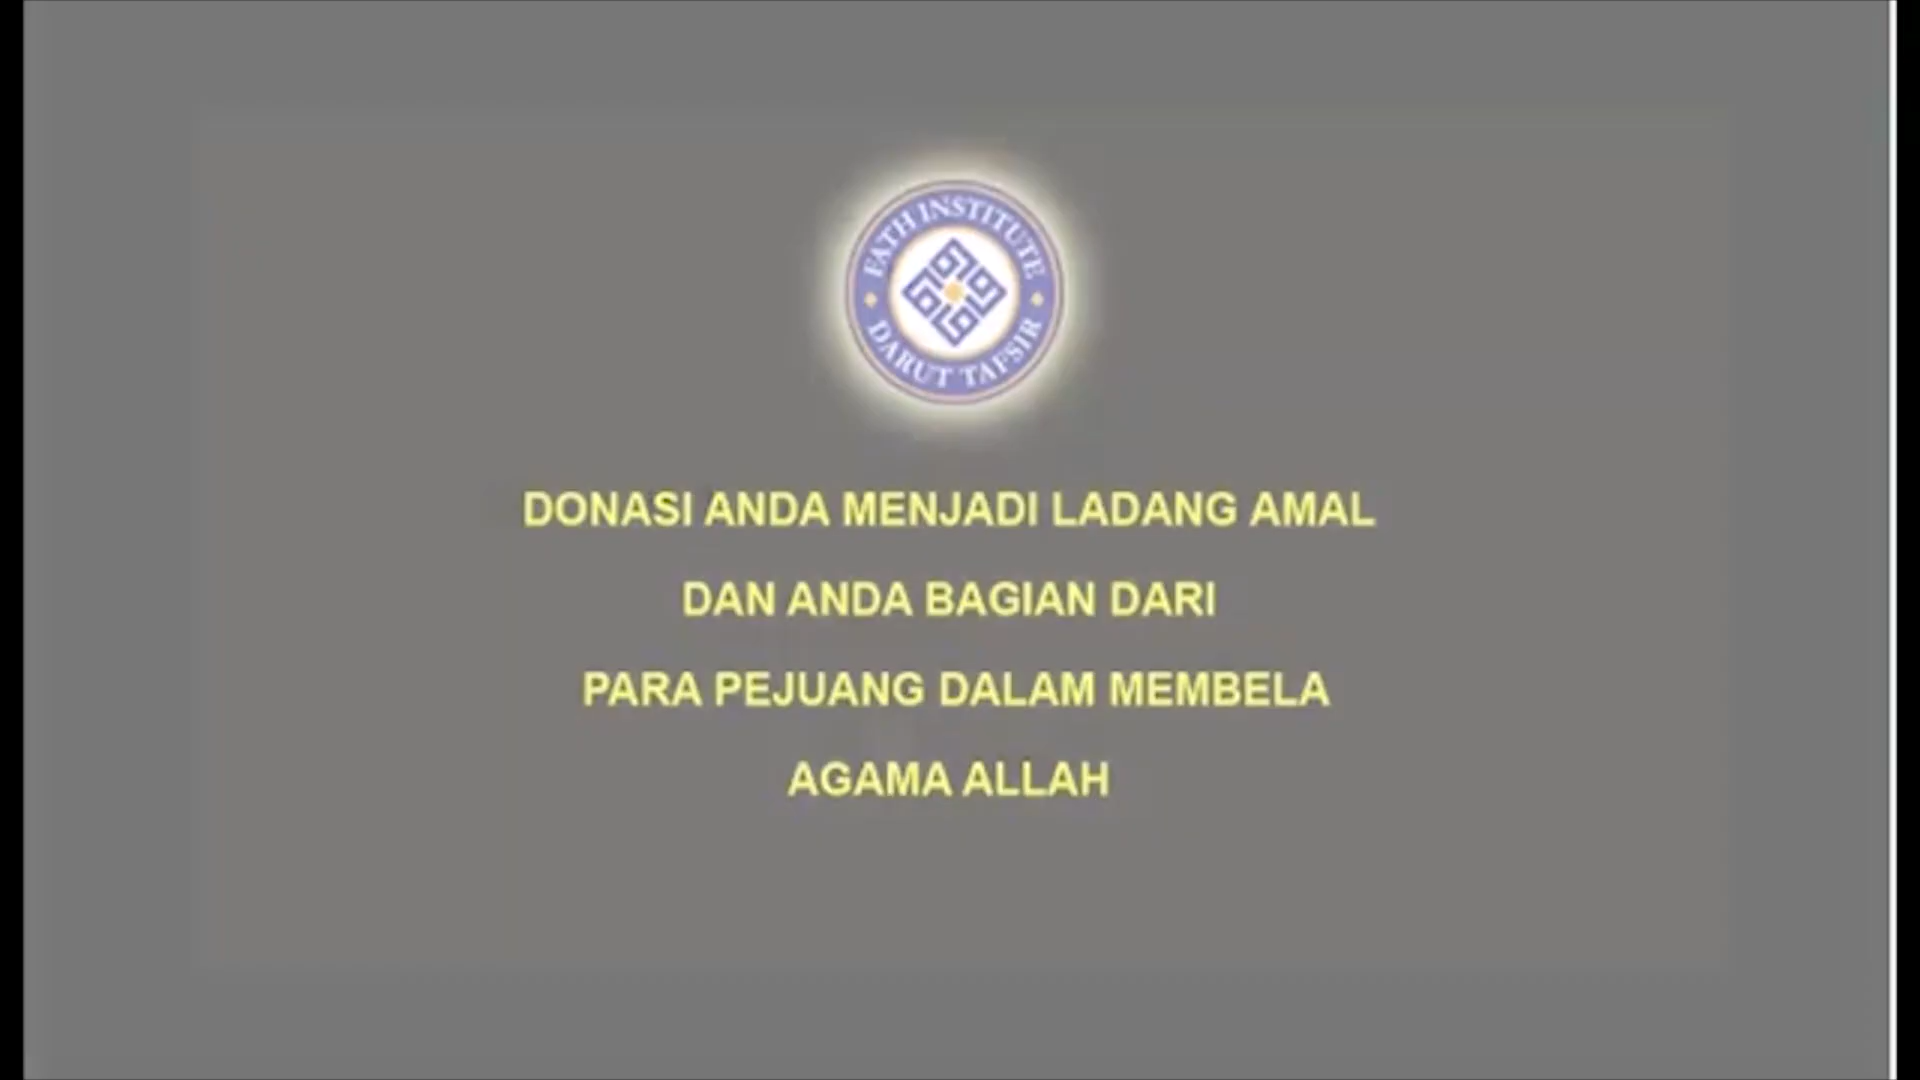 FATH INSTITUTE
DARUT TAFSIR
DONASI ANDA MENJADI LADANG AMAL
DAN ANDA BAGIAN DARI
PARA PEJUANG DALAM MEMBELA
AGAMA ALLAH